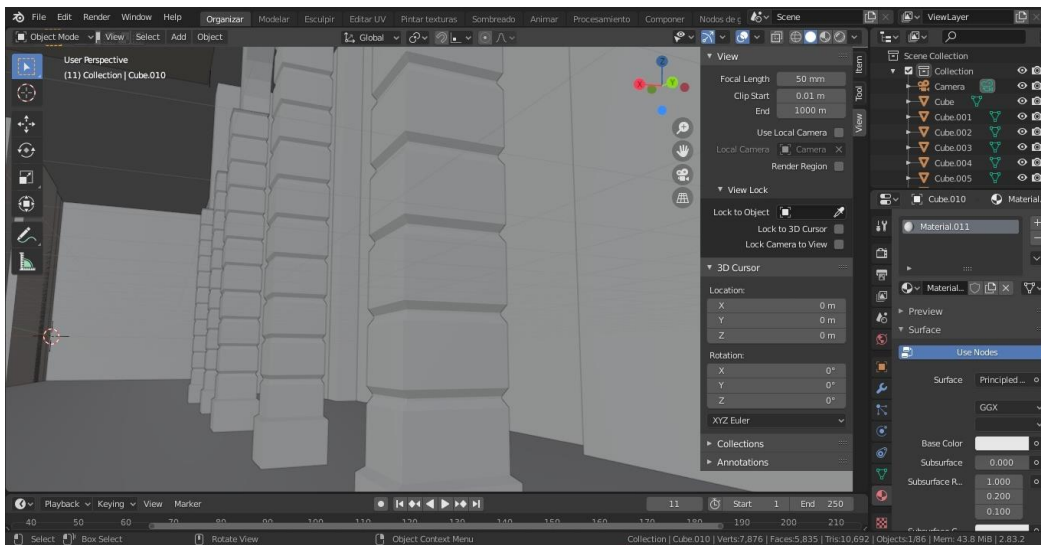 File Edit Render Window Help Organizar Modelar Esculpir Editar UV Pintar texturas Sombreado Animar Procesamiento Componer Nodos de g Scene ViewLayer
Object Mode View Select Add Object Global
User Perspective
(11) Collection | Cube.010
View
Focal Length 50 mm
Clip Start 0.01 m
End 1000 m
Use Local Camera
Local Camera Camera
Render Region
View Lock
Lock to Object
Lock to 3D Cursor
Lock Camera to View
3D Cursor
Location:
X 0 m
Y 0 m
Z 0 m
Rotation:
X 0°
Y 0°
Z 0°
XYZ Euler
Collections
Annotations
Item
Tool
View
Z
X
Y
Scene Collection
Collection
Camera
Cube
Cube.001
Cube.002
Cube.003
Cube.004
Cube.005
Cube.010 Material.
Material.011
Material...
Preview
Surface
Use Nodes
Surface Principled ...
GGX
Base Color
Subsurface 0.000
Subsurface R... 1.000
0.200
0.100
Playback Keying View Marker 11 Start 1 End 250
40 50 60 70 80 90 100 110 120 130 140 150 160 170 180 190 200 210
Select Box Select Rotate View Object Context Menu Collection | Cube.010 | Verts:7,876 | Faces:5,835 | Tris:10,692 | Objects:1/86 | Mem: 43.8 MiB | 2.83.2